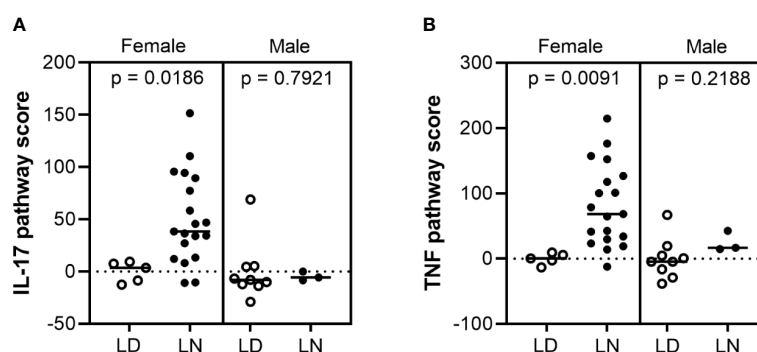 A
Female Male
p = 0.0186 p = 0.7921
IL-17 pathway score
200
150
100
50
0
-50
LD LN LD LN
B
Female Male
p = 0.0091 p = 0.2188
TNF pathway score
300
200
100
0
-100
LD LN LD LN